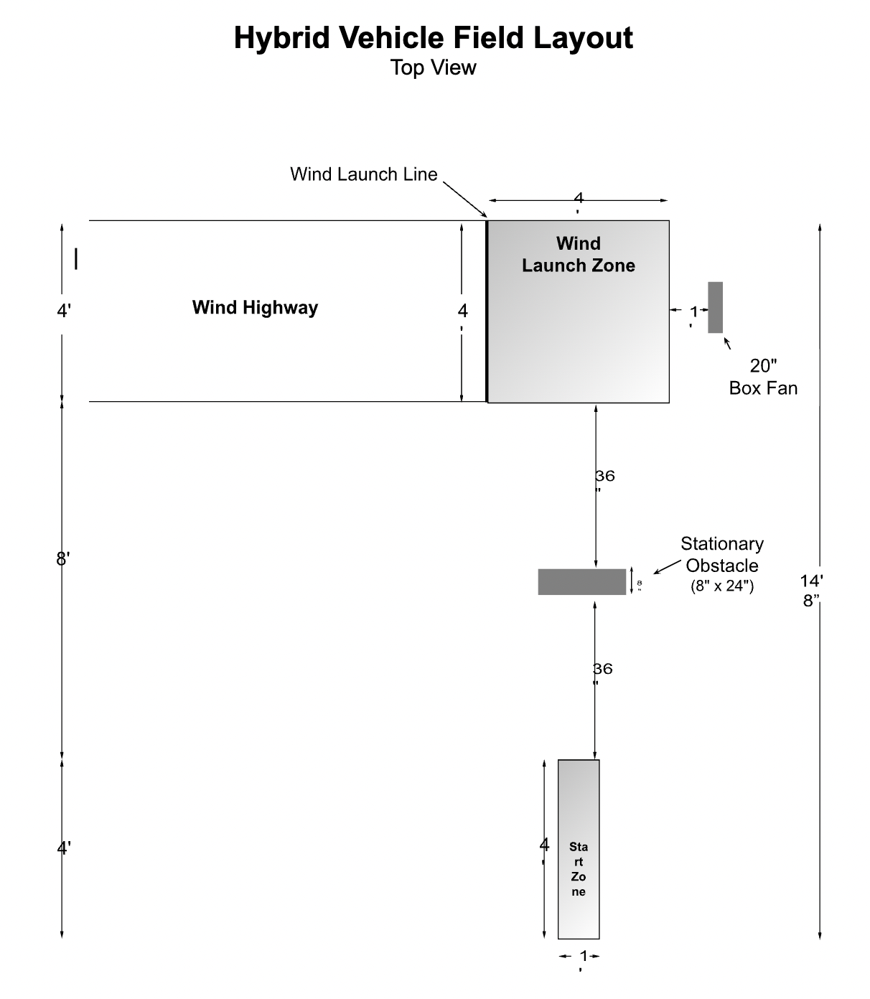 Hybrid Vehicle Field Layout
Top View
Wind Launch Line
4
'
Wind
Launch Zone
4'
Wind Highway
4
'
1
'
20"
Box Fan
36
"
8'
Stationary
Obstacle
(8" x 24")
8
"
14'
8”
36
"
4'
4
'
Sta
rt
Zo
ne
1
'